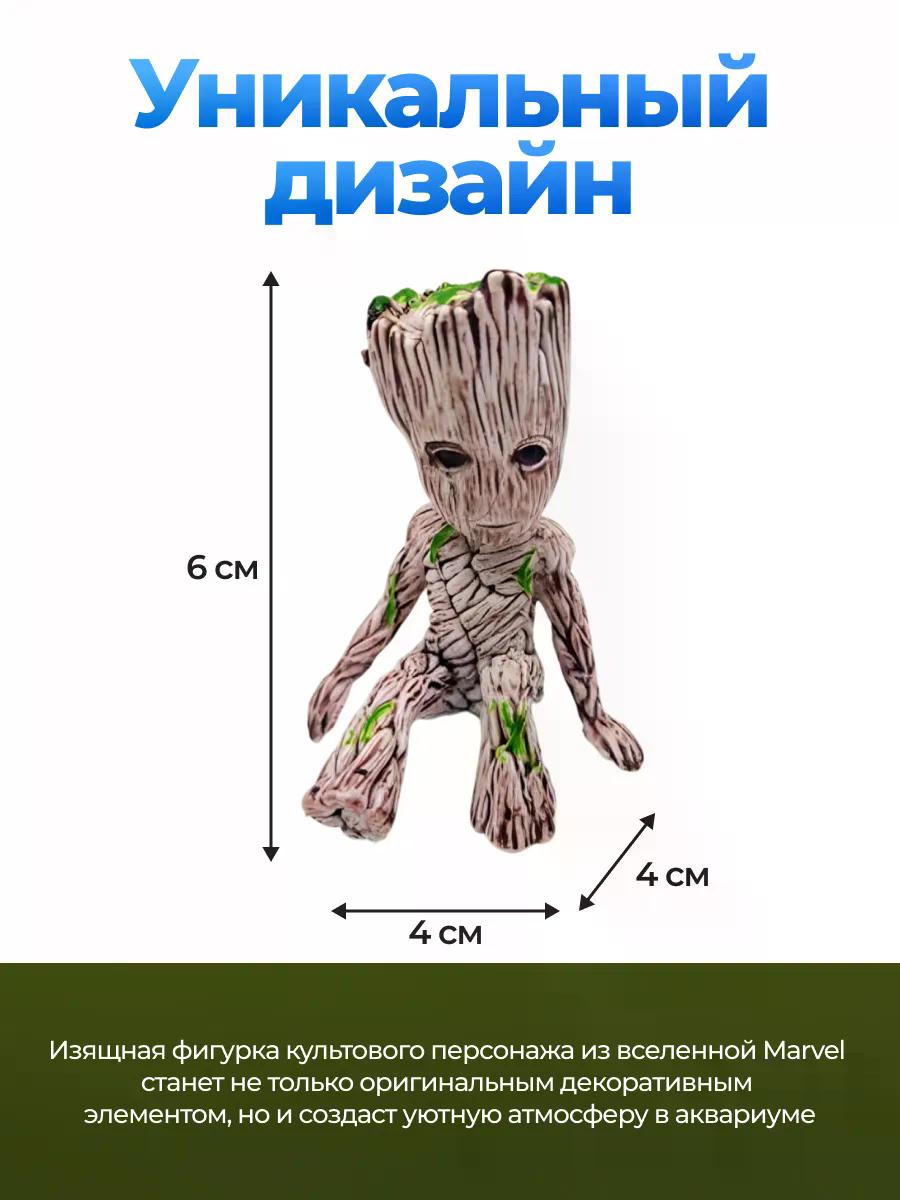 Уникальный
дизайн
6 см
4 см
4 см
Изящная фигурка культового персонажа из вселенной Marvel
станет не только оригинальным декоративным
элементом, но и создаст уютную атмосферу в аквариуме